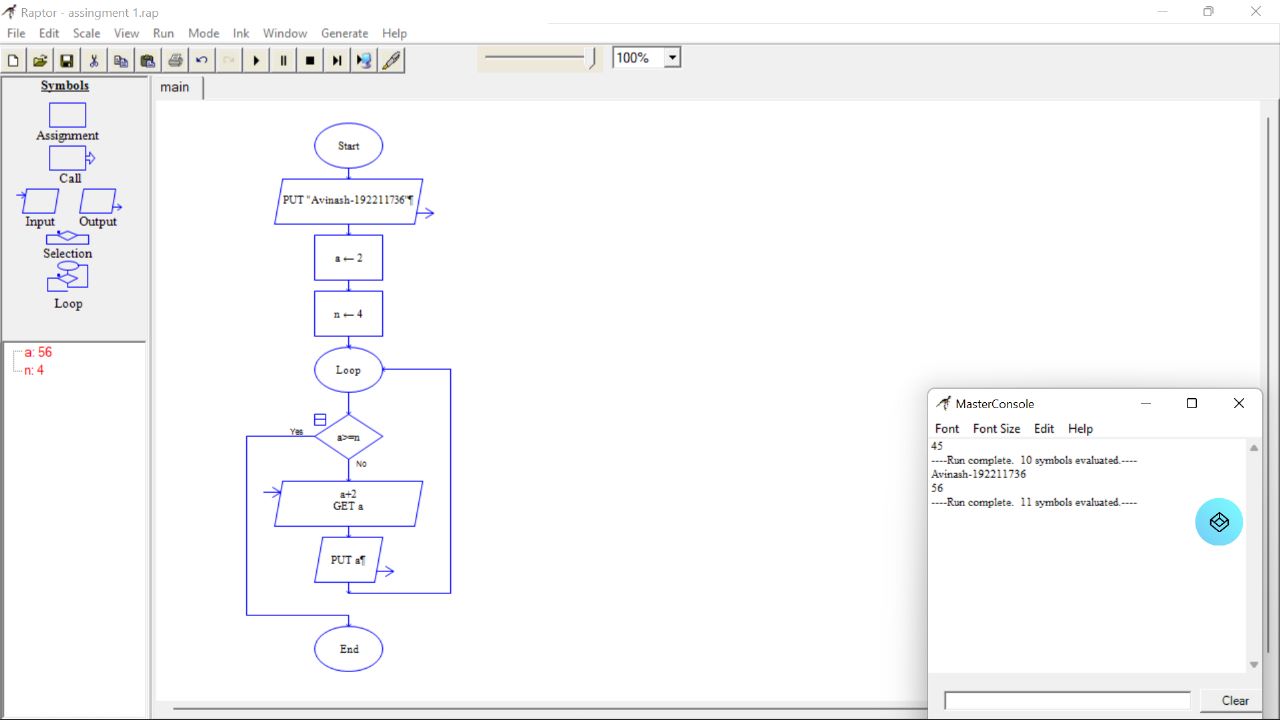 Raptor - assingment 1.rap
File Edit Scale View Run Mode Ink Window Generate Help
100%
Symbols
main
Assignment
Call
Input Output
Selection
Loop
a: 56
n: 4
Start
PUT "Avinash-192211736"¶
a ← 2
n ← 4
Loop
Yes
a>=n
No
a+2
GET a
PUT a¶
End
MasterConsole
Font Font Size Edit Help
45
----Run complete. 10 symbols evaluated.----
Avinash-192211736
56
----Run complete. 11 symbols evaluated.----
Clear